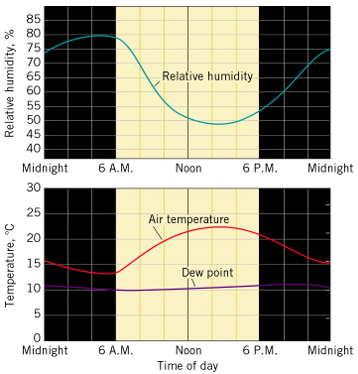 Relative humidity, %
85
80
75
70
65
60
55
50
45
40
Relative humidity
Midnight 6 A.M. Noon 6 P.M. Midnight
Temperature, °C
30
25
20
15
10
5
0
Air temperature
Dew point
Midnight 6 A.M. Noon 6 P.M. Midnight
Time of day